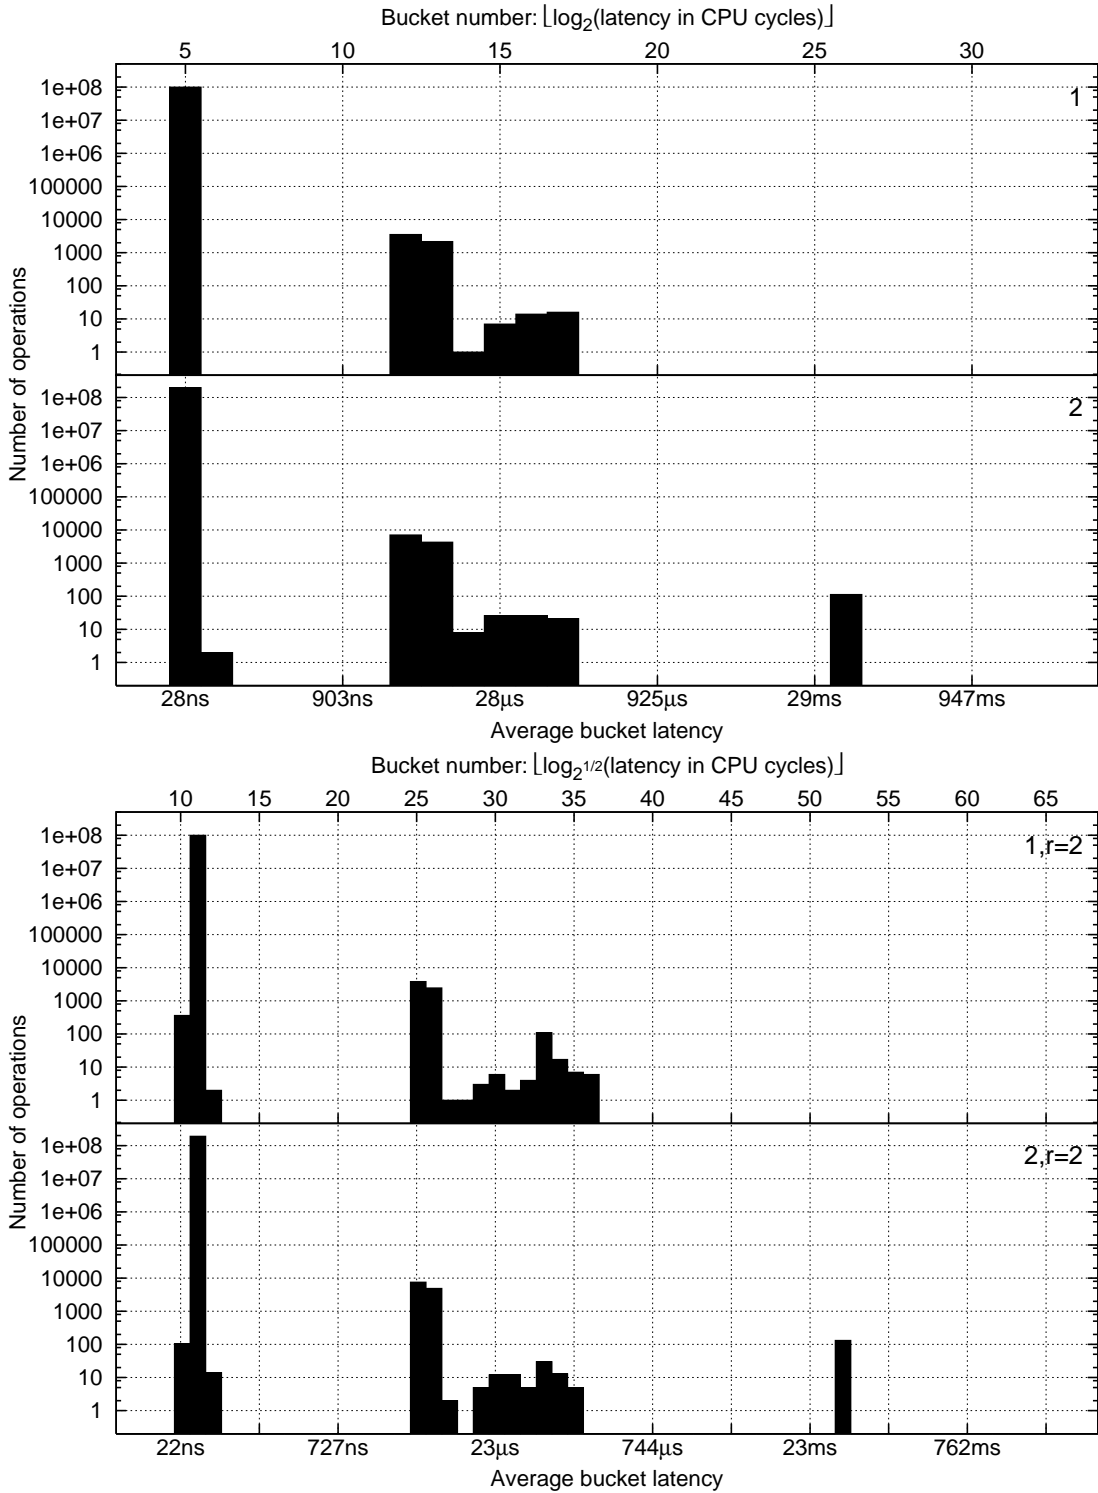 Bucket number: ⌊log2(latency in CPU cycles)⌋
5 10 15 20 25 30
1
1e+08
1e+07
1e+06
100000
10000
1000
100
10
1
Number of operations
2
1e+08
1e+07
1e+06
100000
10000
1000
100
10
1
28ns 903ns 28μs 925μs 29ms 947ms
Average bucket latency
Bucket number: ⌊log2^1/2(latency in CPU cycles)⌋
10 15 20 25 30 35 40 45 50 55 60 65
1,r=2
1e+08
1e+07
1e+06
100000
10000
1000
100
10
1
Number of operations
2,r=2
1e+08
1e+07
1e+06
100000
10000
1000
100
10
1
22ns 727ns 23μs 744μs 23ms 762ms
Average bucket latency